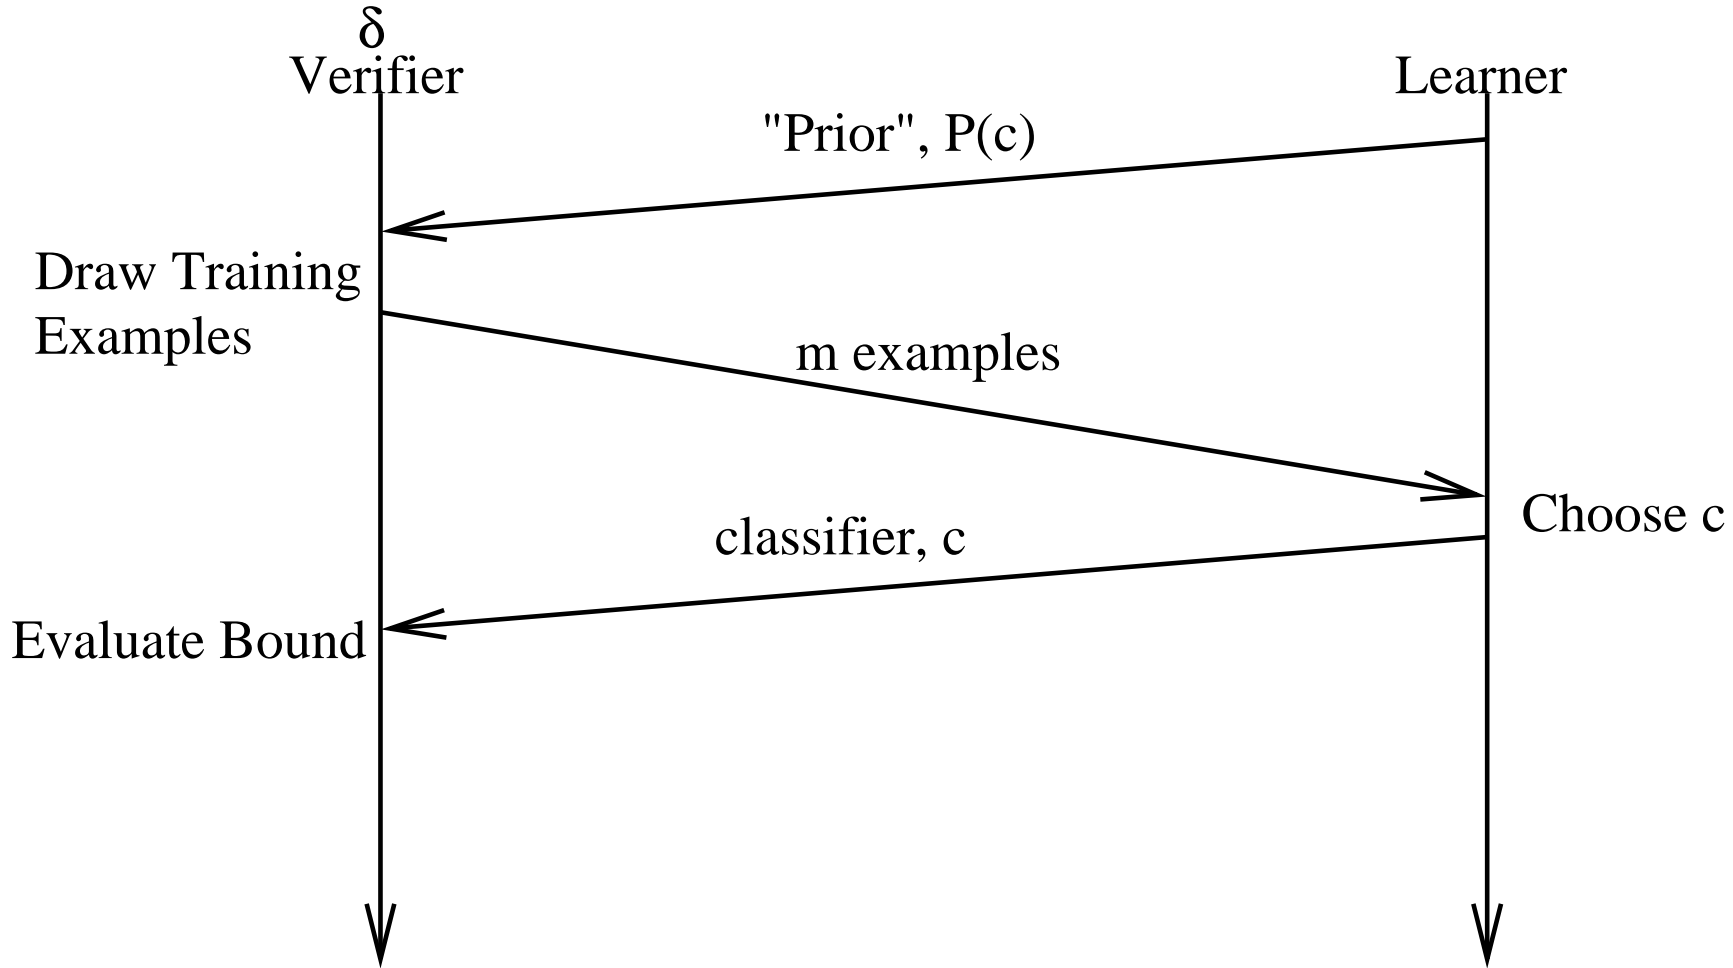 δ
Verifier
Learner
"Prior", P(c)
Draw Training
Examples
m examples
Choose c
classifier, c
Evaluate Bound